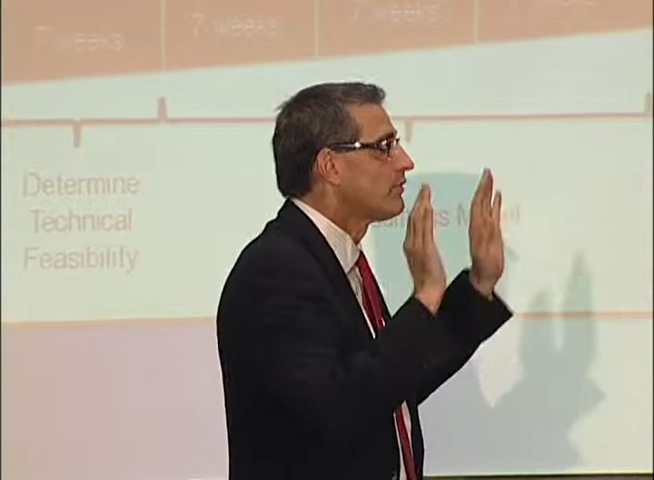 7 weeks
7 weeks
7 weeks
Determine
Technical
Feasibility